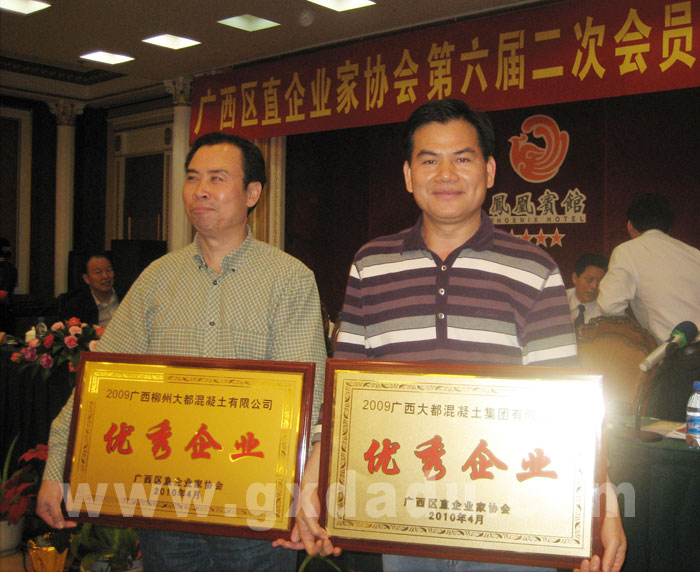 广西区直企业家协会第六届二次会员
鳳凰賓館
PHOENIX HOTEL
2009广西柳州大都混凝土有限公司
优秀企业
广西区直企业家协会
2010年4月
2009广西大都混凝土集团有限
优秀企业
广西区直企业家协会
2010年4月